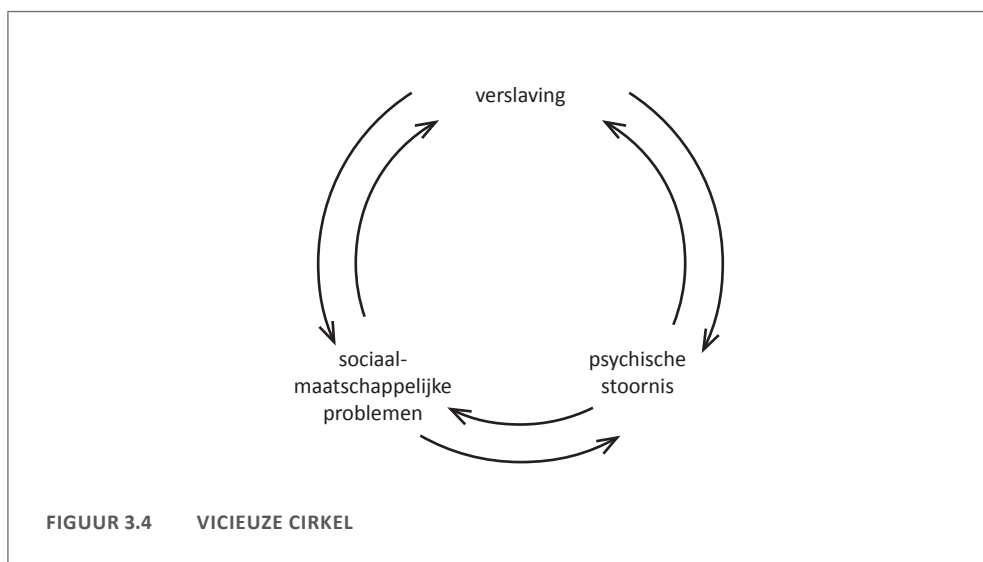 verslaving
sociaal-
maatschappelijke
problemen
psychische
stoornis
FIGUUR 3.4 VICIEUZE CIRKEL